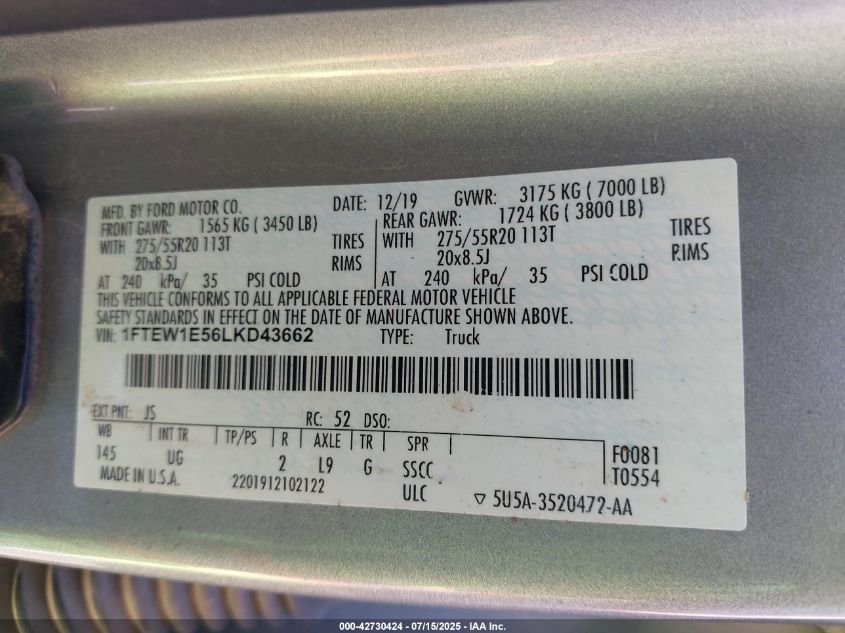 MFD. BY FORD MOTOR CO. DATE: 12/19 GVWR: 3175 KG ( 7000 LB)
FRONT GAWR: 1565 KG ( 3450 LB) REAR GAWR: 1724 KG ( 3800 LB)
WITH 275/55R20 113T TIRES WITH 275/55R20 113T TIRES
20x8.5J RIMS 20x8.5J RIMS
AT 240 kPa/ 35 PSI COLD AT 240 kPa/ 35 PSI COLD
THIS VEHICLE CONFORMS TO ALL APPLICABLE FEDERAL MOTOR VEHICLE
SAFETY STANDARDS IN EFFECT ON THE DATE OF MANUFACTURE SHOWN ABOVE.
VIN: 1FTEW1E56LKD43662 TYPE: Truck
EXT PNT: JS RC: 52 DSO:
WB INT TR TP/PS R AXLE TR SPR F0081
145 UG 2 L9 G SSCC T0554
MADE IN U.S.A. 2201912102122 ULC ▽ 5U5A-3520472-AA
000-42730424 - 07/15/2025 - IAA Inc.